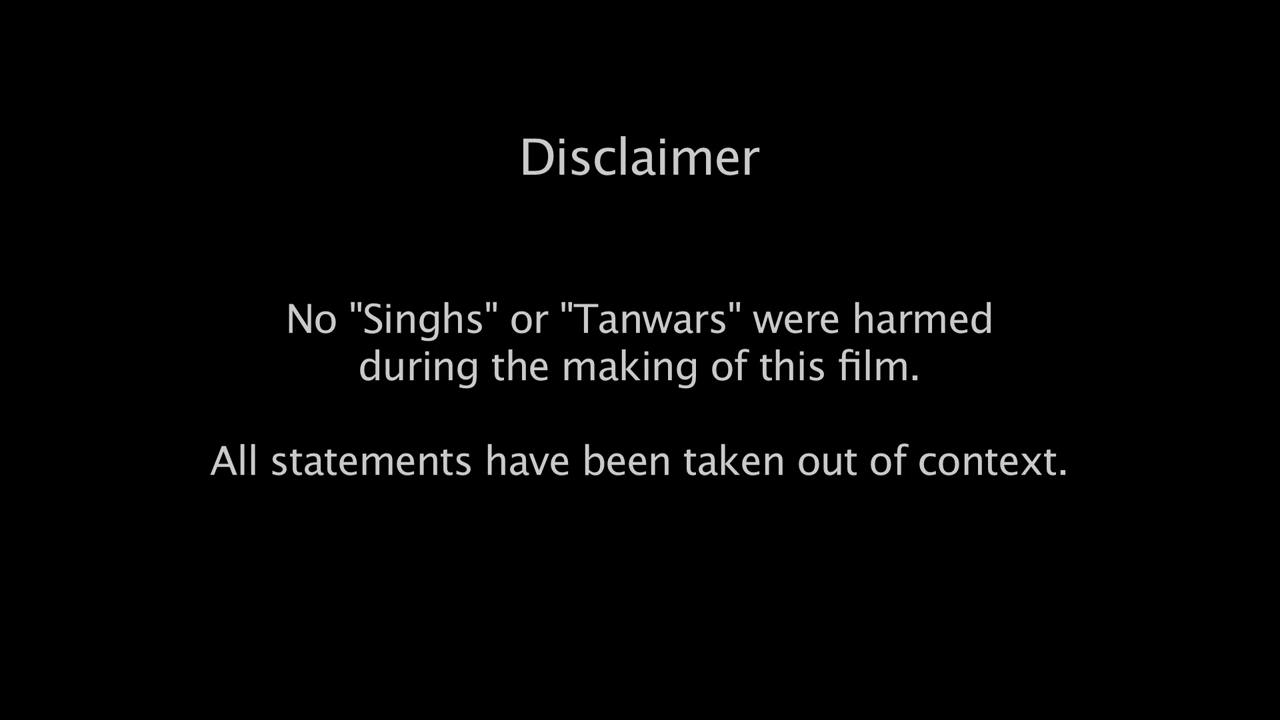 Disclaimer
No "Singhs" or "Tanwars" were harmed
during the making of this film.
All statements have been taken out of context.